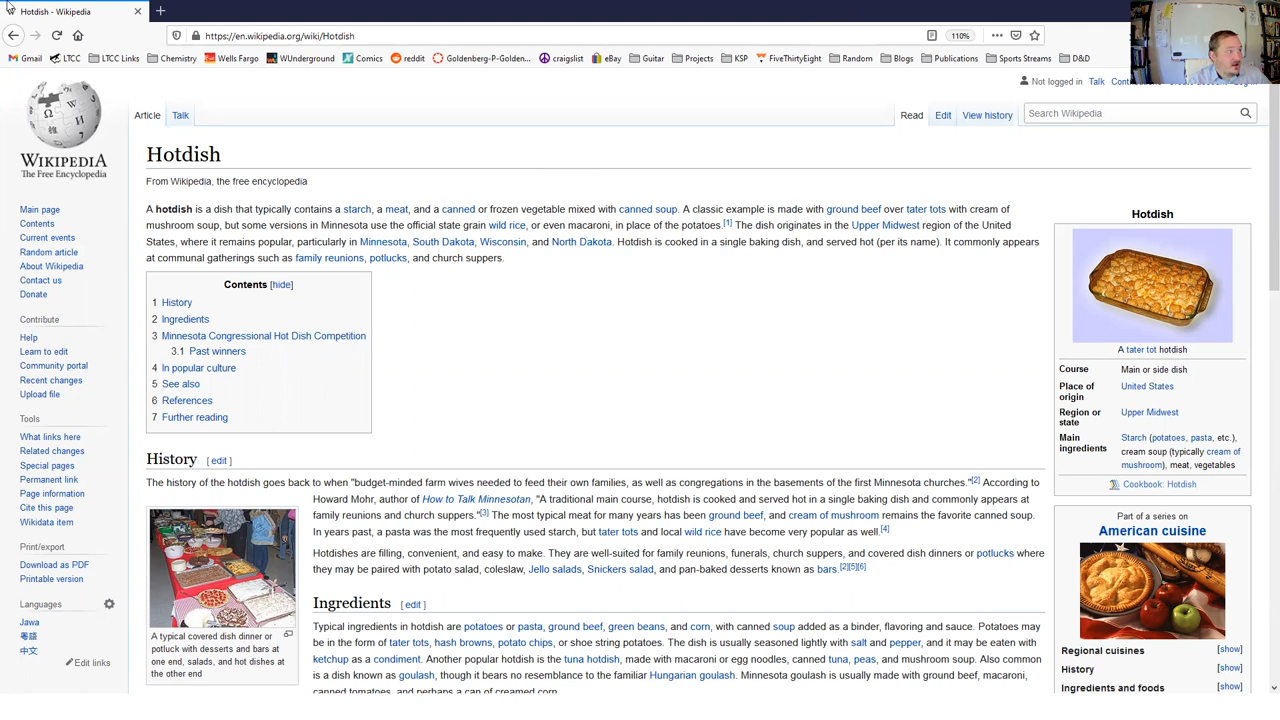 Hotdish - Wikipedia
https://en.wikipedia.org/wiki/Hotdish
110%
Gmail LTCC LTCC Links Chemistry Wells Fargo WUnderground Comics reddit Goldenberg-P-Golden... craigslist eBay Guitar Projects KSP FiveThirtyEight Random Blogs Publications Sports Streams D&D
Not logged in Talk
Article Talk Read Edit View history Search Wikipedia
WIKIPEDIA
The Free Encyclopedia
Main page
Contents
Current events
Random article
About Wikipedia
Contact us
Donate
Contribute
Help
Learn to edit
Community portal
Recent changes
Upload file
Tools
What links here
Related changes
Special pages
Permanent link
Page information
Cite this page
Wikidata item
Print/export
Download as PDF
Printable version
Languages
Jawa
粵語
中文
Edit links
Hotdish
From Wikipedia, the free encyclopedia
A hotdish is a dish that typically contains a starch, a meat, and a canned or frozen vegetable mixed with canned soup. A classic example is made with ground beef over tater tots with cream of
mushroom soup, but some versions in Minnesota use the official state grain wild rice, or even macaroni, in place of the potatoes.[1] The dish originates in the Upper Midwest region of the United
States, where it remains popular, particularly in Minnesota, South Dakota, Wisconsin, and North Dakota. Hotdish is cooked in a single baking dish, and served hot (per its name). It commonly appears
at communal gatherings such as family reunions, potlucks, and church suppers.
Contents [hide]
1 History
2 Ingredients
3 Minnesota Congressional Hot Dish Competition
3.1 Past winners
4 In popular culture
5 See also
6 References
7 Further reading
History [ edit ]
The history of the hotdish goes back to when "budget-minded farm wives needed to feed their own families, as well as congregations in the basements of the first Minnesota churches."[2] According to
Howard Mohr, author of How to Talk Minnesotan, "A traditional main course, hotdish is cooked and served hot in a single baking dish and commonly appears at
family reunions and church suppers."[3] The most typical meat for many years has been ground beef, and cream of mushroom remains the favorite canned soup.
In years past, a pasta was the most frequently used starch, but tater tots and local wild rice have become very popular as well.[4]
Hotdishes are filling, convenient, and easy to make. They are well-suited for family reunions, funerals, church suppers, and covered dish dinners or potlucks where
they may be paired with potato salad, coleslaw, Jello salads, Snickers salad, and pan-baked desserts known as bars.[2][5][6]
A typical covered dish dinner or
potluck with desserts and bars at
one end, salads, and hot dishes at
the other end
Ingredients [ edit ]
Typical ingredients in hotdish are potatoes or pasta, ground beef, green beans, and corn, with canned soup added as a binder, flavoring and sauce. Potatoes may
be in the form of tater tots, hash browns, potato chips, or shoe string potatoes. The dish is usually seasoned lightly with salt and pepper, and it may be eaten with
ketchup as a condiment. Another popular hotdish is the tuna hotdish, made with macaroni or egg noodles, canned tuna, peas, and mushroom soup. Also common
is a dish known as goulash, though it bears no resemblance to the familiar Hungarian goulash. Minnesota goulash is usually made with ground beef, macaroni,
canned tomatoes, and perhaps a can of creamed corn.
Hotdish
A tater tot hotdish
Course Main or side dish
Place of origin United States
Region or state Upper Midwest
Main ingredients Starch (potatoes, pasta, etc.),
cream soup (typically cream of
mushroom), meat, vegetables
Cookbook: Hotdish
Part of a series on
American cuisine
Regional cuisines [show]
History [show]
Ingredients and foods [show]